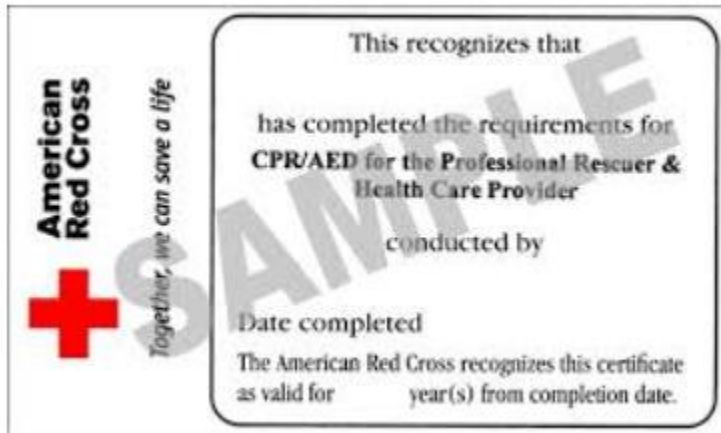 American
Red Cross
Together, we can save a life
This recognizes that
has completed the requirements for
CPR/AED for the Professional Rescuer &
Health Care Provider
conducted by
Date completed
The American Red Cross recognizes this certificate
as valid for year(s) from completion date.
SAMPLE